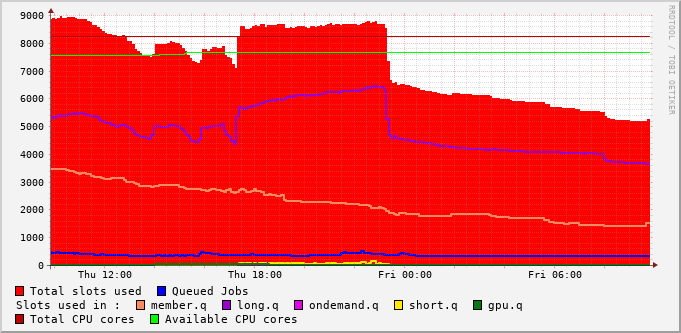 9000
8000
7000
6000
5000
4000
3000
2000
1000
0
Thu 12:00 Thu 18:00 Fri 00:00 Fri 06:00
RRDTOOL / TOBI OETIKER
Total slots used Queued Jobs
Slots used in : member.q long.q ondemand.q short.q gpu.q
Total CPU cores Available CPU cores